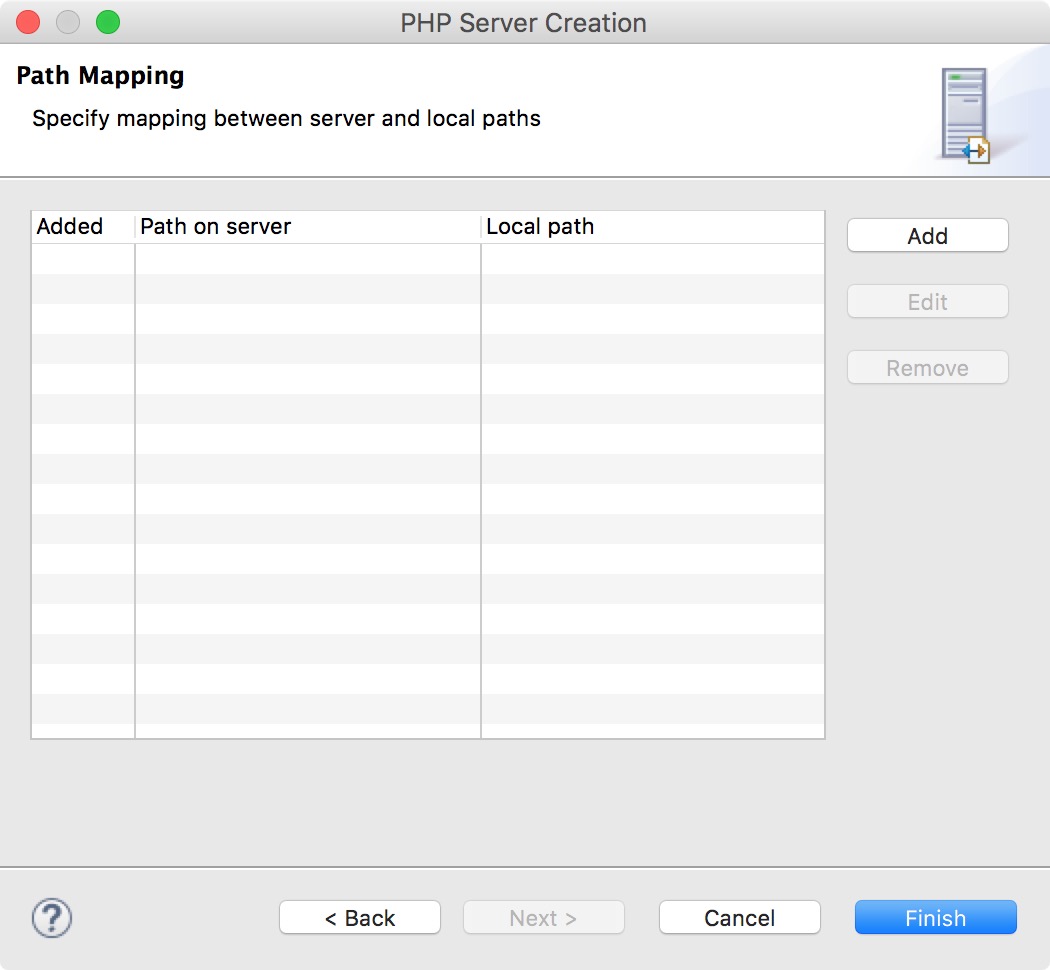 PHP Server Creation
Path Mapping
Specify mapping between server and local paths
Added Path on server Local path
Add
Edit
Remove
? < Back Next > Cancel Finish